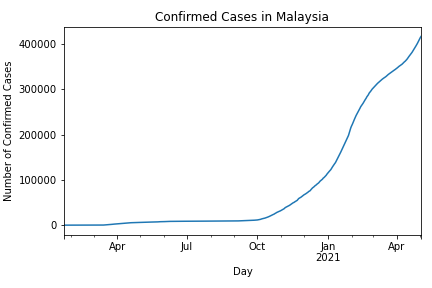 Confirmed Cases in Malaysia
Number of Confirmed Cases
400000
300000
200000
100000
0
Apr
Jul
Oct
Jan
2021
Apr
Day